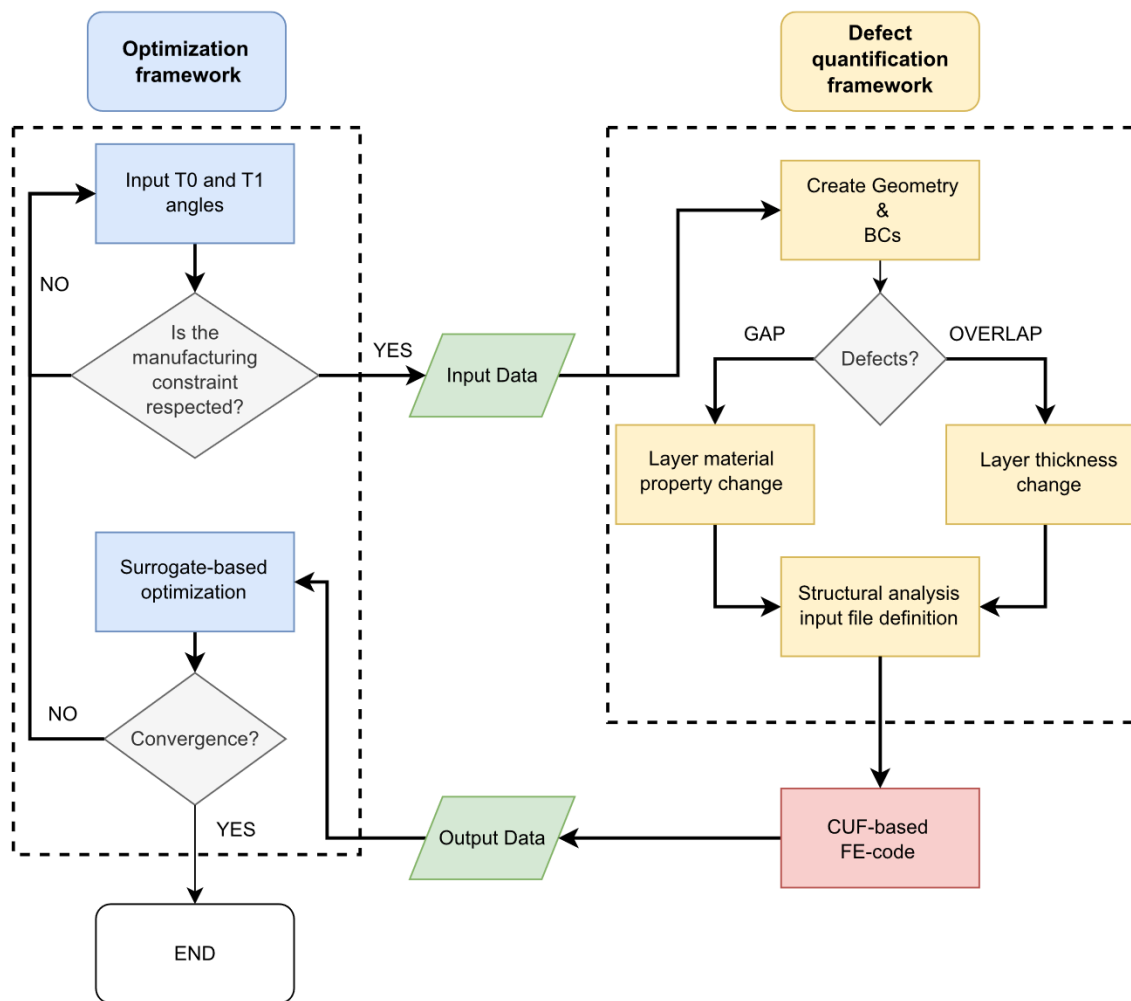 Optimization
framework
Defect
quantification
framework
Input T0 and T1
angles
NO
Is the
manufacturing
constraint
respected?
YES
Input Data
Create Geometry
&
BCs
GAP
Defects?
OVERLAP
Layer material
property change
Layer thickness
change
Structural analysis
input file definition
Surrogate-based
optimization
NO
Convergence?
YES
Output Data
CUF-based
FE-code
END